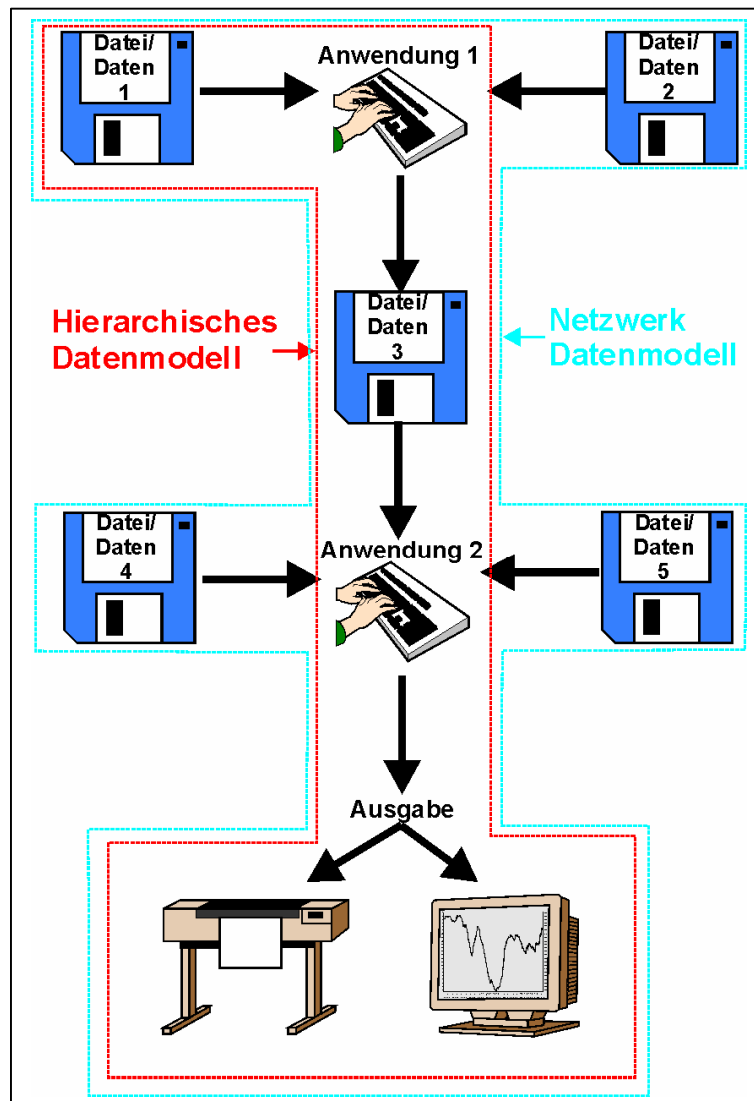 Datei/
Daten
1
Anwendung 1
Datei/
Daten
2
Datei/
Daten
3
Hierarchisches
Datenmodell
Netzwerk
Datenmodell
Datei/
Daten
4
Anwendung 2
Datei/
Daten
5
Ausgabe